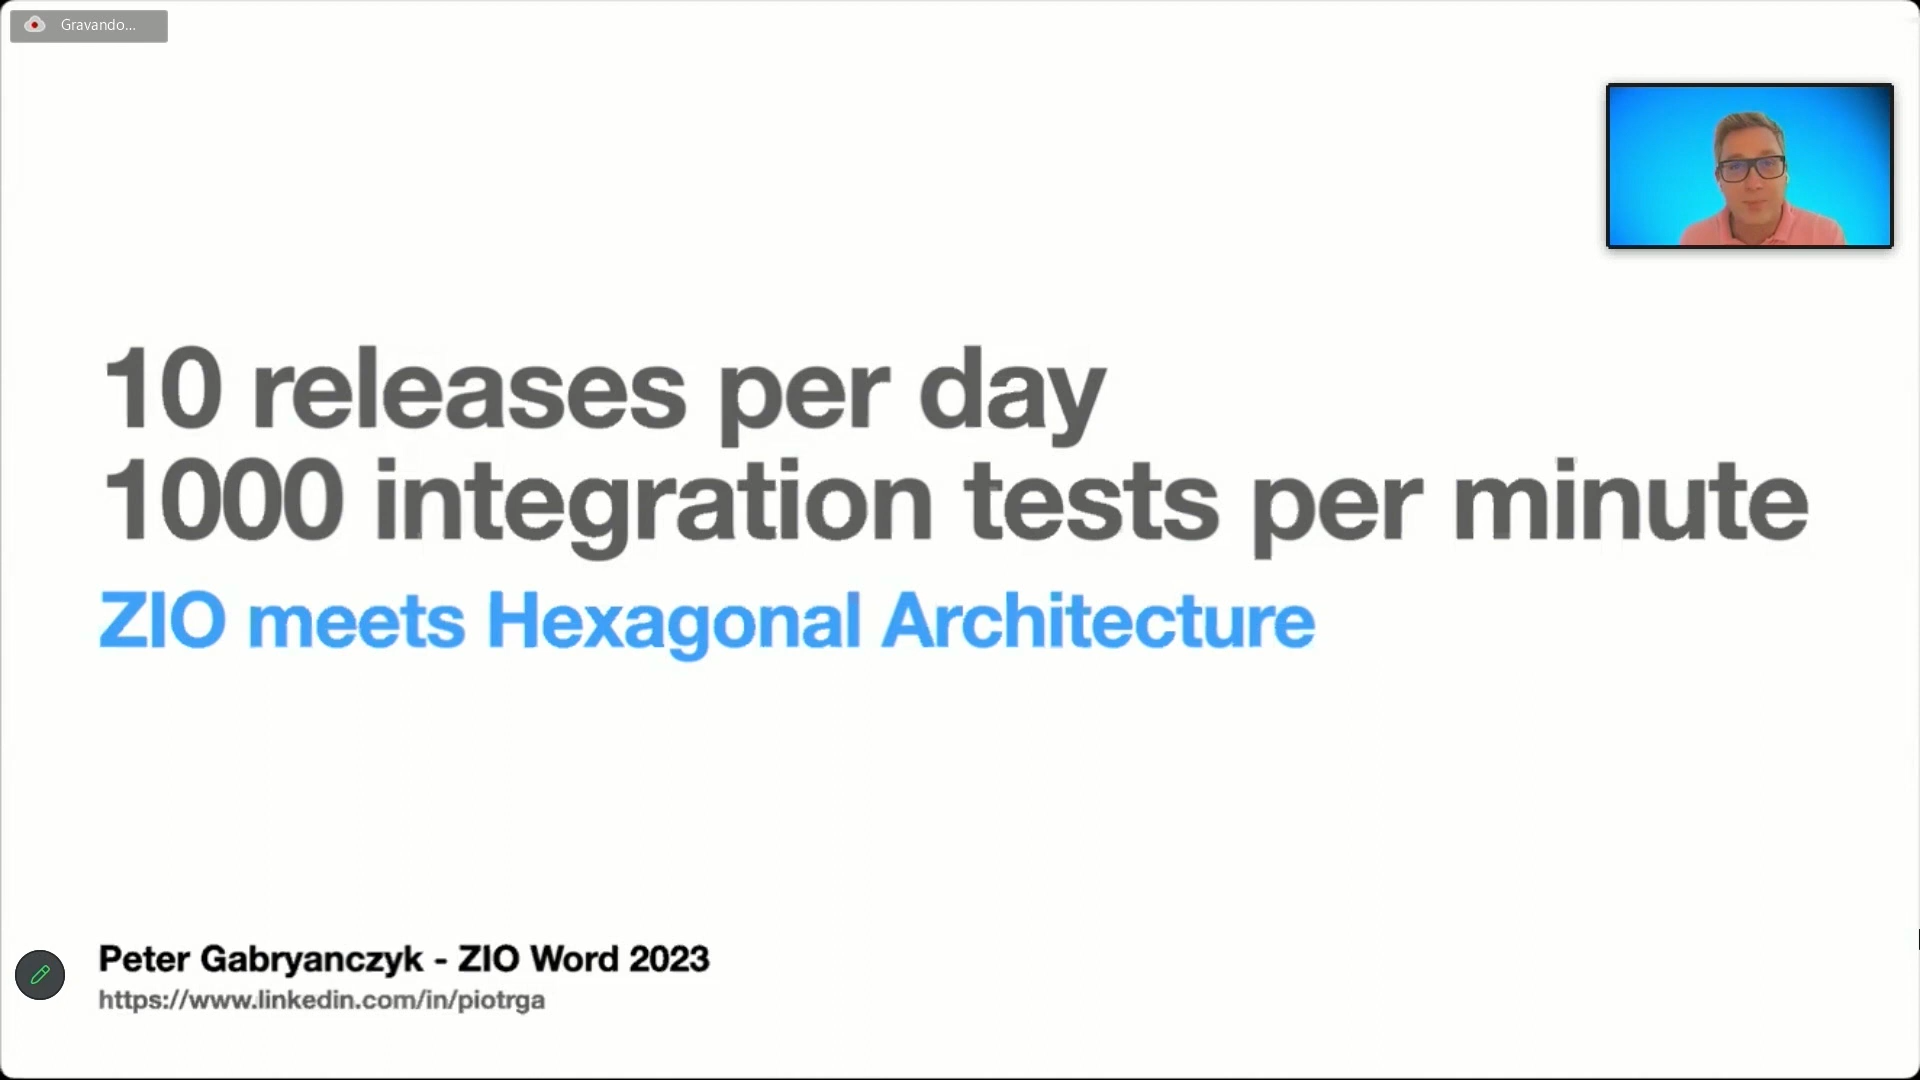 Gravando...
10 releases per day
1000 integration tests per minute
ZIO meets Hexagonal Architecture
Peter Gabryanczyk - ZIO Word 2023
https://www.linkedin.com/in/piotrga